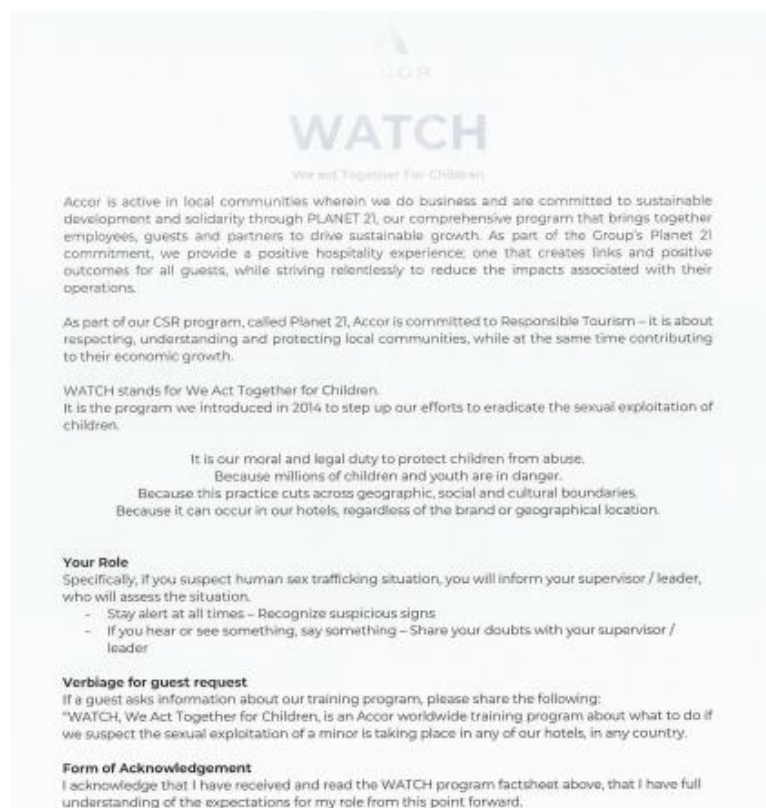 WATCH
We act Together For Children
Accor is active in local communities wherein we do business and are committed to sustainable
development and solidarity through PLANET 21, our comprehensive program that brings together
employees, guests and partners to drive sustainable growth. As part of the Group's Planet 21
commitment, we provide a positive hospitality experience; one that creates links and positive
outcomes for all guests, while striving relentlessly to reduce the impacts associated with their
operations.
As part of our CSR program, called Planet 21, Accor is committed to Responsible Tourism – it is about
respecting, understanding and protecting local communities, while at the same time contributing
to their economic growth.
WATCH stands for We Act Together for Children.
It is the program we introduced in 2014 to step up our efforts to eradicate the sexual exploitation of
children.
It is our moral and legal duty to protect children from abuse.
Because millions of children and youth are in danger.
Because this practice cuts across geographic, social and cultural boundaries.
Because it can occur in our hotels, regardless of the brand or geographical location.
Your Role
Specifically, if you suspect human sex trafficking situation, you will inform your supervisor / leader,
who will assess the situation.
- Stay alert at all times – Recognize suspicious signs
- If you hear or see something, say something – Share your doubts with your supervisor /
leader
Verbiage for guest request
If a guest asks information about our training program, please share the following:
"WATCH, We Act Together for Children, is an Accor worldwide training program about what to do if
we suspect the sexual exploitation of a minor is taking place in any of our hotels, in any country.
Form of Acknowledgement
I acknowledge that I have received and read the WATCH program factsheet above, that I have full
understanding of the expectations for my role from this point forward.